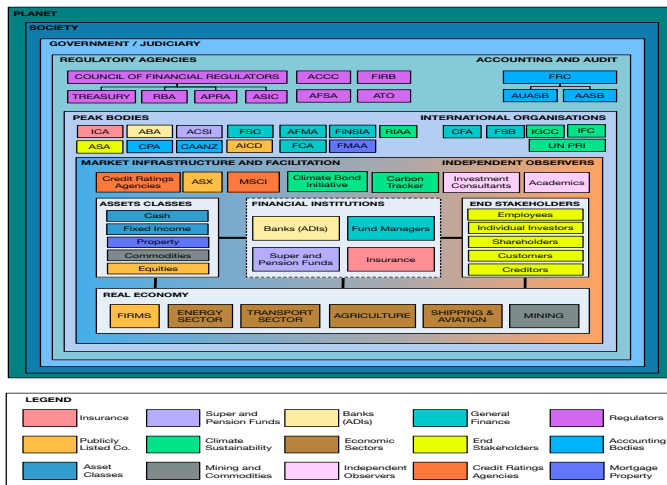 PLANET
SOCIETY
GOVERNMENT / JUDICIARY
REGULATORY AGENCIES
ACCOUNTING AND AUDIT
COUNCIL OF FINANCIAL REGULATORS
ACCC
FIRB
FRC
TREASURY
RBA
APRA
ASIC
AFSA
ATO
AUASB
AASB
PEAK BODIES
INTERNATIONAL ORGANISATIONS
ICA
ABA
ACSI
FSC
AFMA
FiNSIA
RIAA
CFA
FSB
IGCC
IFC
ASA
CPA
CAANZ
AICD
FCA
FMAA
UN PRI
MARKET INFRASTRUCTURE AND FACILITATION
INDEPENDENT OBSERVERS
Credit Ratings
Agencies
ASX
MSCI
Climate Bond
Initiative
Carbon
Tracker
Investment
Consultants
Academics
ASSETS CLASSES
Cash
Fixed Income
Property
Commodities
Equities
FINANCIAL INSTITUTIONS
Banks (ADIs)
Fund Managers
Super and
Pension Funds
Insurance
END STAKEHOLDERS
Employees
Individual Investors
Shareholders
Customers
Creditors
REAL ECONOMY
FIRMS
ENERGY
SECTOR
TRANSPORT
SECTOR
AGRICULTURE
SHIPPING &
AVIATION
MINING
LEGEND
Insurance
Super and
Pension Funds
Banks
(ADIs)
General
Finance
Regulators
Publicly
Listed Co.
Climate
Sustainability
Economic
Sectors
End
Stakeholders
Accounting
Bodies
Asset
Classes
Mining and
Commodities
Independent
Observers
Credit Ratings
Agencies
Mortgage
Property